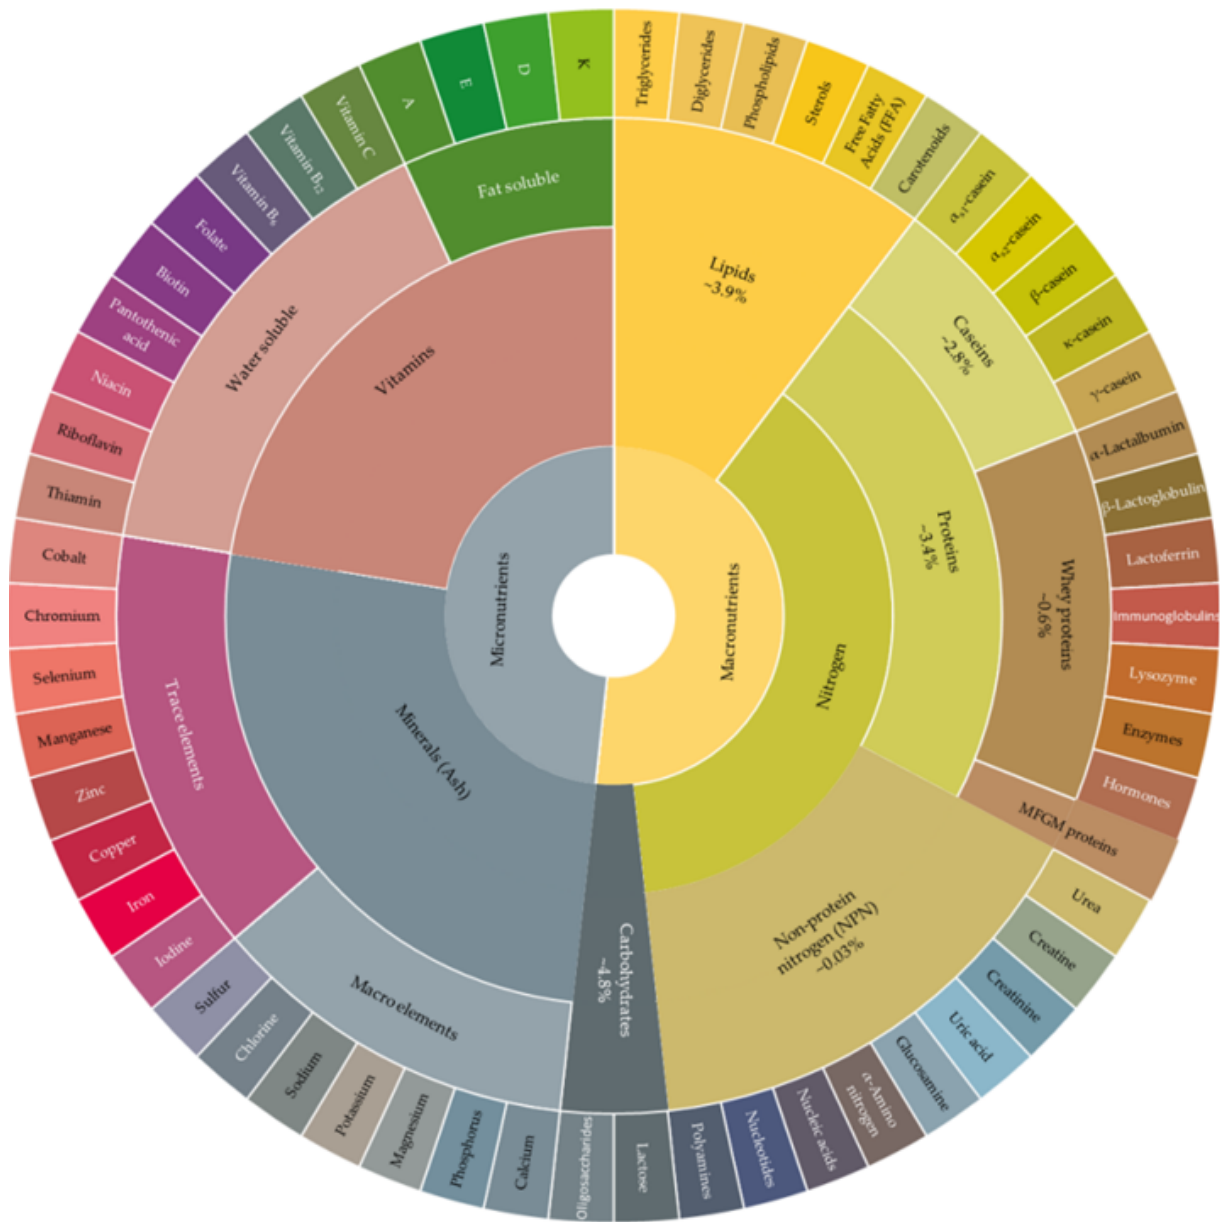 Triglycerides
Diglycerides
Phospholipids
Sterols
Free Fatty
Acids (FFA)
Carotenoids
αs1-casein
αs2-casein
β-casein
κ-casein
γ-casein
α-Lactalbumin
β-Lactoglobulin
Lactoferrin
Immunoglobulins
Lysozyme
Enzymes
Hormones
MFGM proteins
Urea
Creatine
Creatinine
Uric acid
Glucosamine
α-Amino
nitrogen
Nucleic acids
Nucleotides
Polyamines
Lactose
Oligosaccharides
Calcium
Phosphorus
Magnesium
Potassium
Sodium
Chlorine
Sulfur
Iodine
Iron
Copper
Zinc
Manganese
Selenium
Chromium
Cobalt
Thiamin
Riboflavin
Niacin
Pantothenic
acid
Biotin
Folate
Vitamin B6
Vitamin B12
Vitamin C
A
E
D
K
Fat soluble
Water soluble
Vitamins
Lipids
~3.9%
Caseins
~2.8%
Proteins
~3.4%
Whey proteins
~0.6%
Nitrogen
Non-protein
nitrogen (NPN)
~0.03%
Carbohydrates
~4.8%
Macro elements
Trace elements
Minerals (Ash)
Micronutrients
Macronutrients